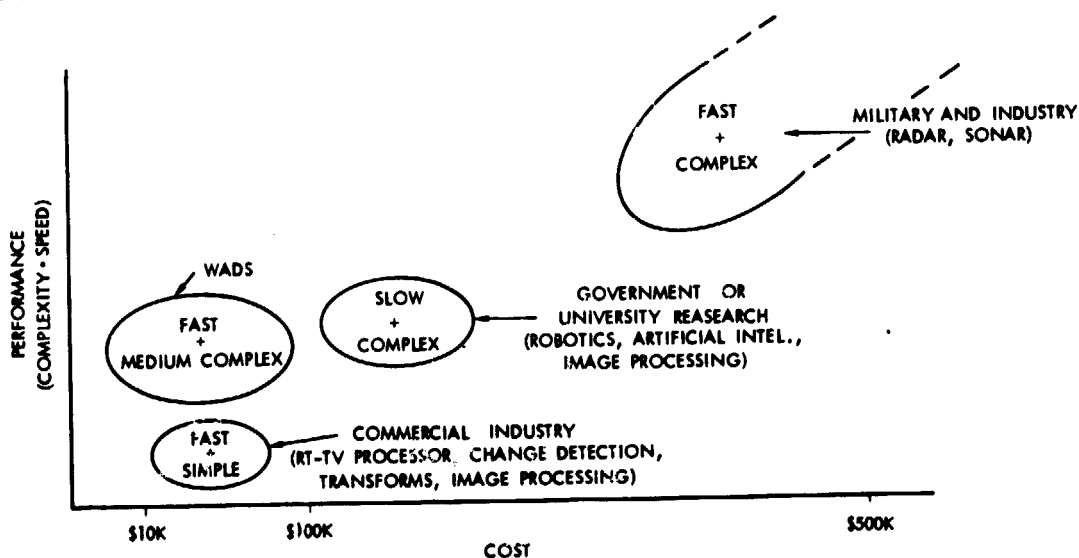 FAST
+
COMPLEX
MILITARY AND INDUSTRY
(RADAR, SONAR)
PERFORMANCE
(COMPLEXITY • SPEED)
WADS
FAST
+
MEDIUM COMPLEX
SLOW
+
COMPLEX
GOVERNMENT OR
UNIVERSITY REASEARCH
(ROBOTICS, ARTIFICIAL INTEL.,
IMAGE PROCESSING)
FAST
+
SIMPLE
COMMERCIAL INDUSTRY
(RT-TV PROCESSOR, CHANGE DETECTION,
TRANSFORMS, IMAGE PROCESSING)
$10K
$100K
$500K
COST